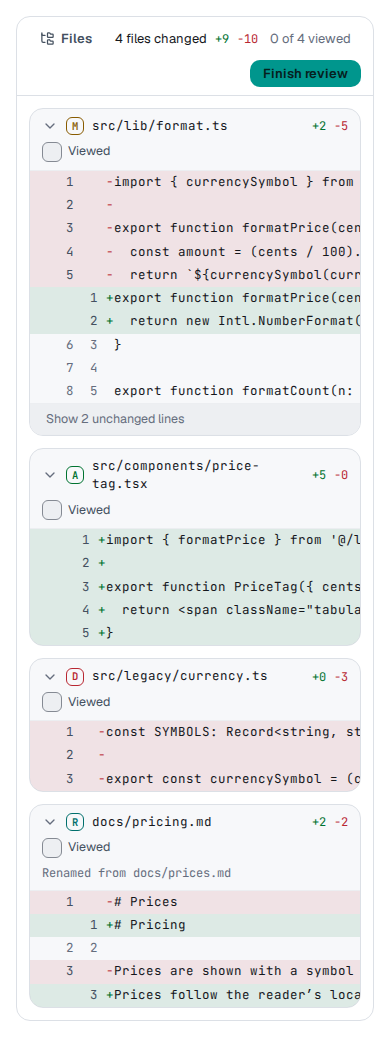 Files 4 files changed +9 -10 0 of 4 viewed
Finish review
M src/lib/format.ts +2 -5
Viewed
1 -import { currencySymbol } from
2 -
3 -export function formatPrice(cen
4 -  const amount = (cents / 100).
5 -  return `${currencySymbol(curr
1 +export function formatPrice(cen
2 +  return new Intl.NumberFormat(
6 3 }
7 4
8 5 export function formatCount(n:
Show 2 unchanged lines
A src/components/price-
tag.tsx +5 -0
Viewed
1 +import { formatPrice } from '@/l
2 +
3 +export function PriceTag({ cents
4 +  return <span className="tabula
5 +}
D src/legacy/currency.ts +0 -3
Viewed
1 -const SYMBOLS: Record<string, st
2 -
3 -export const currencySymbol = (c
R docs/pricing.md +2 -2
Viewed
Renamed from docs/prices.md
1 -# Prices
1 +# Pricing
2 2
3 -Prices are shown with a symbol
3 +Prices follow the reader’s loca